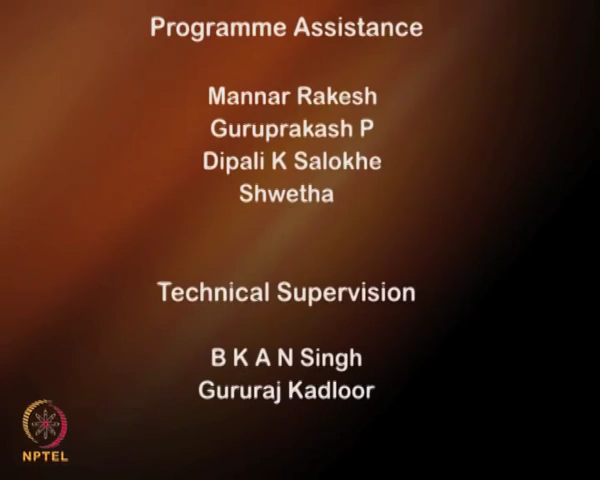 Programme Assistance
Mannar Rakesh
Guruprakash P
Dipali K Salokhe
Shwetha
Technical Supervision
B K A N Singh
Gururaj Kadloor
NPTEL